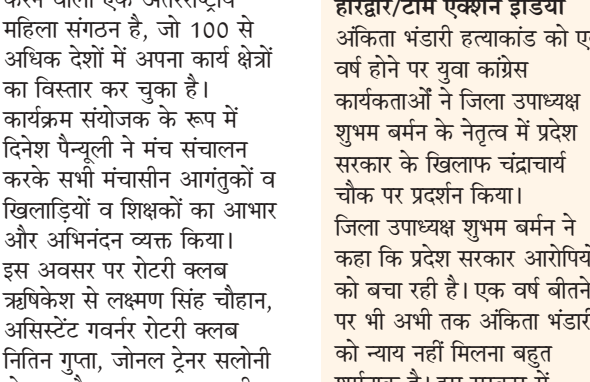 करने वाला एक अंतरराष्ट्रीय
महिला संगठन है, जो 100 से
अधिक देशों में अपना कार्य क्षेत्रों
का विस्तार कर चुका है।
कार्यक्रम संयोजक के रूप में
दिनेश पैन्यूली ने मंच संचालन
करके सभी मंचासीन आगंतुकों व
खिलाड़ियों व शिक्षकों का आभार
और अभिनंदन व्यक्त किया।
इस अवसर पर रोटरी क्लब
ऋषिकेश से लक्ष्मण सिंह चौहान,
असिस्टेंट गवर्नर रोटरी क्लब
नितिन गुप्ता, जोनल ट्रेनर सलोनी
हरिद्वार/टीम एक्शन इंडिया
अंकिता भंडारी हत्याकांड को
वर्ष होने पर युवा कांग्रेस
कार्यकताओं ने जिला उपाध्यक्ष
शुभम बर्मन के नेतृत्व में प्रदेश
सरकार के खिलाफ चंद्राचार्य
चौक पर प्रदर्शन किया।
जिला उपाध्यक्ष शुभम बर्मन ने
कहा कि प्रदेश सरकार आरोपियों
को बचा रही है। एक वर्ष बीतने
पर भी अभी तक अंकिता भंडारी
को न्याय नहीं मिलना बहुत